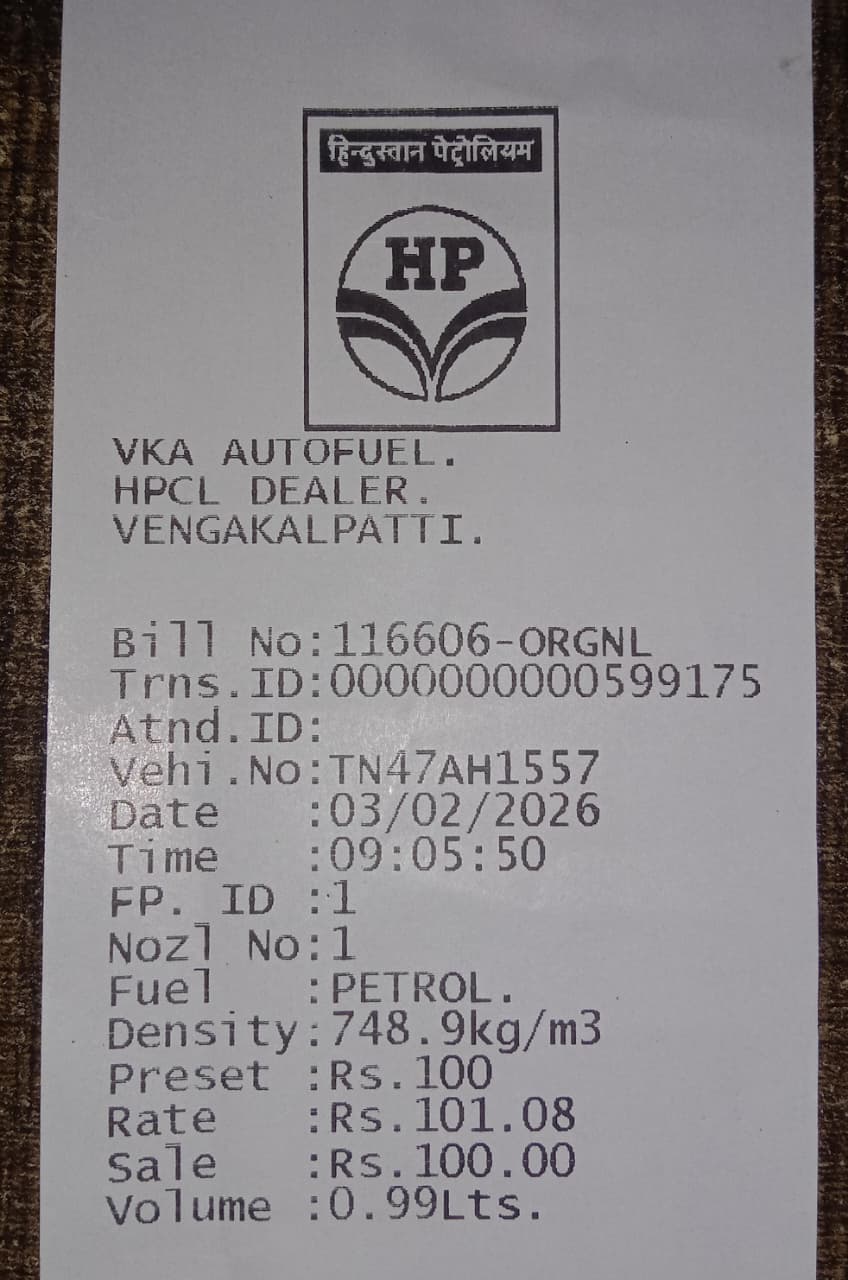 हिन्दुस्तान पेट्रोलियम
HP
VKA AUTOFUEL.
HPCL DEALER.
VENGAKALPATTI.
Bill No:116606-ORGNL
Trns.ID:0000000000599175
Atnd.ID:
Vehi.No:TN47AH1557
Date :03/02/2026
Time :09:05:50
FP. ID :1
Nozl No:1
Fuel :PETROL.
Density:748.9kg/m3
Preset :Rs.100
Rate :Rs.101.08
Sale :Rs.100.00
Volume :0.99Lts.